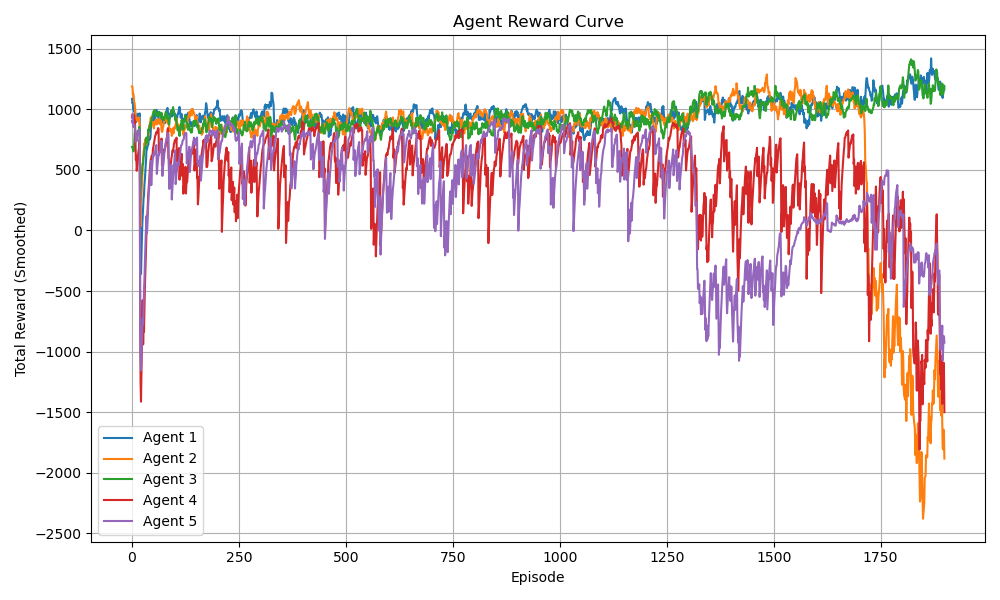 Agent Reward Curve
1500
1000
500
0
−500
−1000
−1500
−2000
−2500
Total Reward (Smoothed)
Agent 1
Agent 2
Agent 3
Agent 4
Agent 5
0 250 500 750 1000 1250 1500 1750
Episode